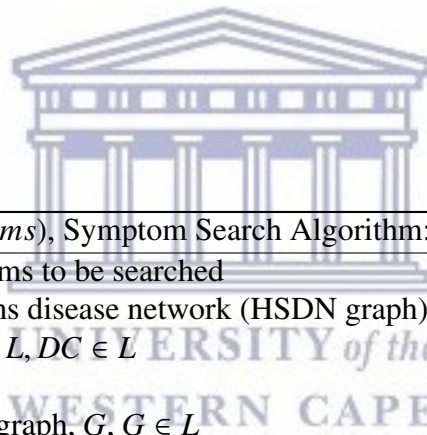 ms), Symptom Search Algorithm:
ms to be searched
ns disease network (HSDN graph)
L, DC ∈ L
UNIVERSITY of the
graph, G, G ∈ L
WESTERN CAPE